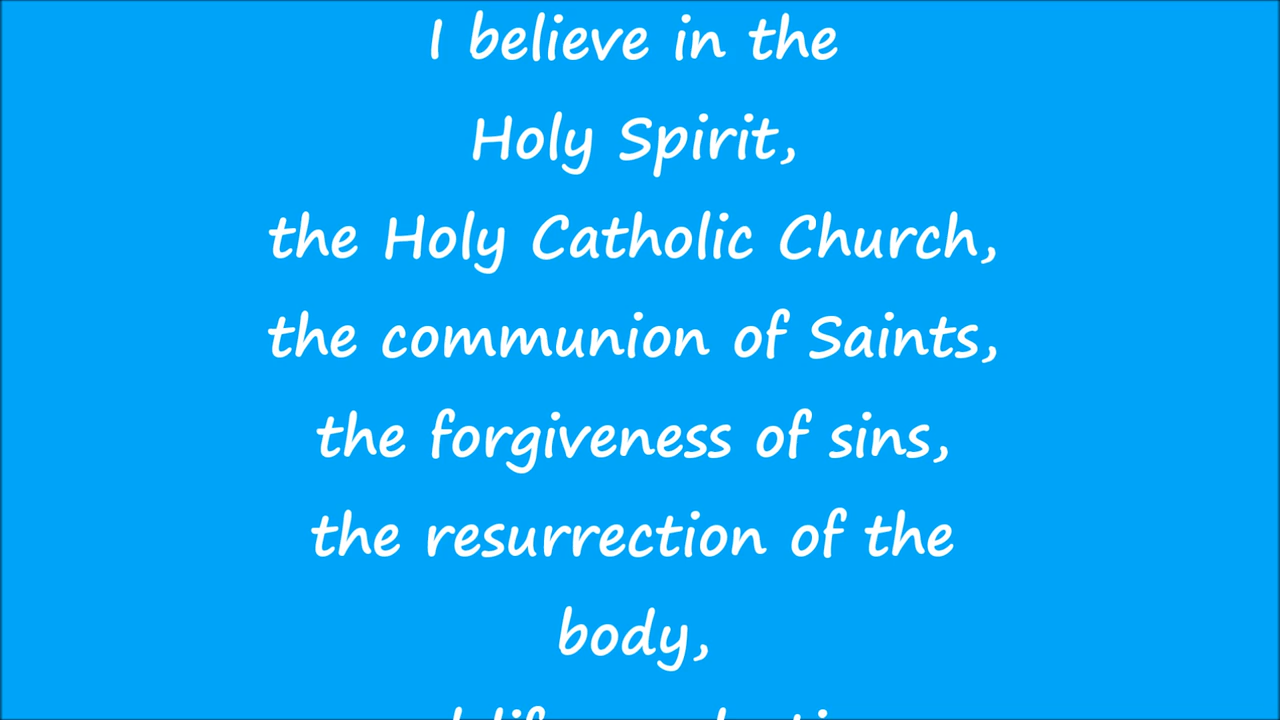 I believe in the
Holy Spirit,
the Holy Catholic Church,
the communion of Saints,
the forgiveness of sins,
the resurrection of the
body,